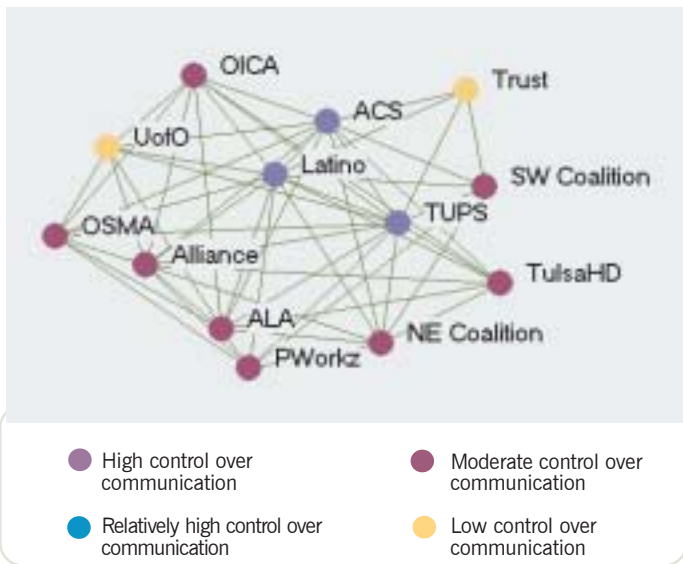 OICA
Trust
ACS
UofO
Latino
SW Coalition
TUPS
OSMA
Alliance
TulsaHD
ALA
NE Coalition
PWorkz
High control over
communication
Moderate control over
communication
Relatively high control over
communication
Low control over
communication